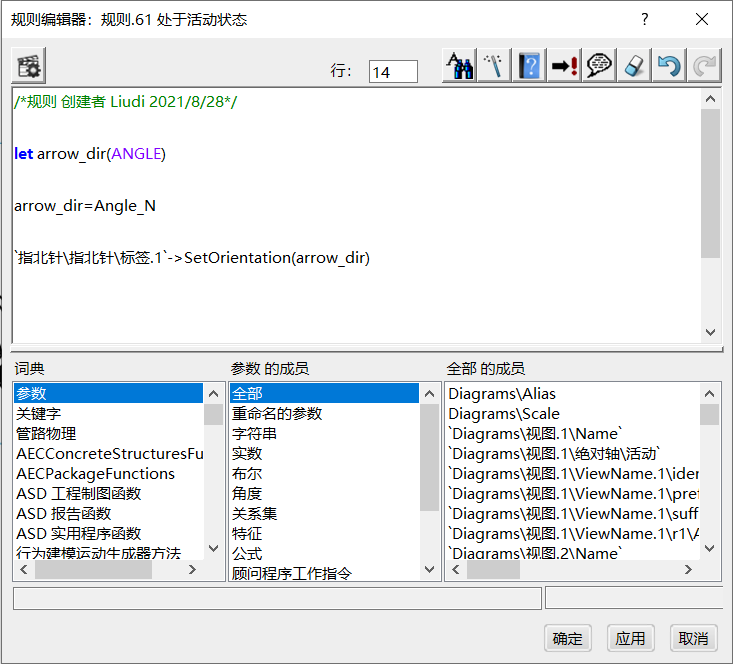 规则编辑器：规则.61 处于活动状态
?
行：
14
/*规则 创建者 Liudi 2021/8/28*/
let arrow_dir(ANGLE)
arrow_dir=Angle_N
`指北针\指北针\标签.1`->SetOrientation(arrow_dir)
词典
参数
关键字
管路物理
AECConcreteStructuresFu
AECPackageFunctions
ASD 工程制图函数
ASD 报告函数
ASD 实用程序函数
行为建模运动生成器方法
参数 的成员
全部
重命名的参数
字符串
实数
布尔
角度
关系集
特征
公式
顾问程序工作指令
全部 的成员
Diagrams\Alias
Diagrams\Scale
`Diagrams\视图.1\Name`
`Diagrams\视图.1\绝对轴\活动`
`Diagrams\视图.1\ViewName.1\ider
`Diagrams\视图.1\ViewName.1\pref
`Diagrams\视图.1\ViewName.1\suff
`Diagrams\视图.1\ViewName.1\r1\A
`Diagrams\视图.2\Name`
确定
应用
取消